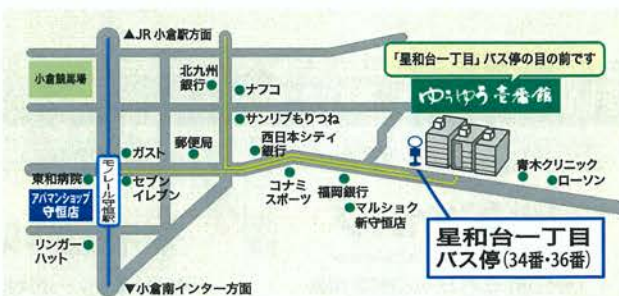 ▲JR 小倉駅方面
「星和台一丁目」バス停の目の前です
小倉競馬場
北九州
銀行
ナフコ
ゆうゆう壱番館
サンリブもりつね
郵便局
西日本シティ
銀行
ガスト
モノレール守恒駅
東和病院
セブン
イレブン
アパマンショップ
守恒店
コナミ
スポーツ
福岡銀行
マルショク
新守恒店
青木クリニック
ローソン
リンガー
ハット
星和台一丁目
バス停(34番・36番)
▼小倉南インター方面